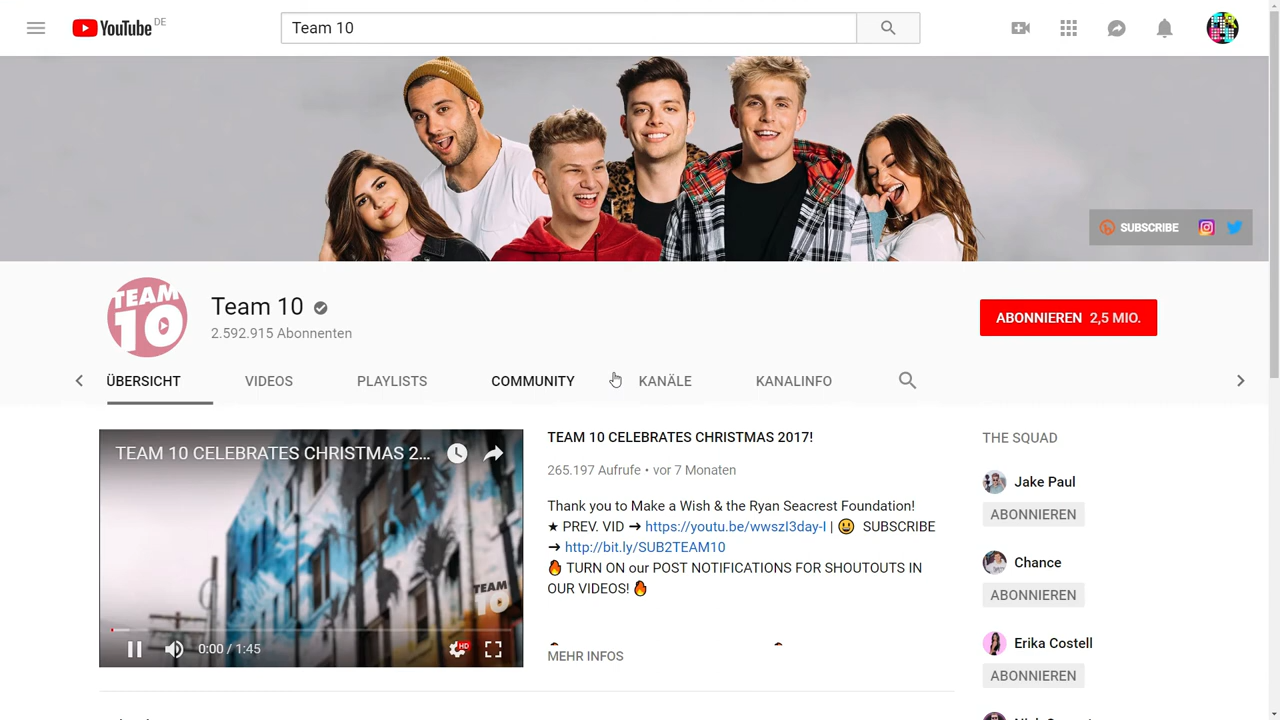 YouTube DE
Team 10
SUBSCRIBE
TEAM
10
Team 10
2.592.915 Abonnenten
ABONNIEREN 2,5 MIO.
ÜBERSICHT
VIDEOS
PLAYLISTS
COMMUNITY
KANÄLE
KANALINFO
TEAM 10 CELEBRATES CHRISTMAS 2...
TEAM
10
0:00 / 1:45
HD
TEAM 10 CELEBRATES CHRISTMAS 2017!
265.197 Aufrufe • vor 7 Monaten
Thank you to Make a Wish & the Ryan Seacrest Foundation!
★ PREV. VID ➞ https://youtu.be/wwszI3day-I | 😃 SUBSCRIBE
➞ http://bit.ly/SUB2TEAM10
🔥 TURN ON our POST NOTIFICATIONS FOR SHOUTOUTS IN
OUR VIDEOS! 🔥
MEHR INFOS
THE SQUAD
Jake Paul
ABONNIEREN
Chance
ABONNIEREN
Erika Costell
ABONNIEREN